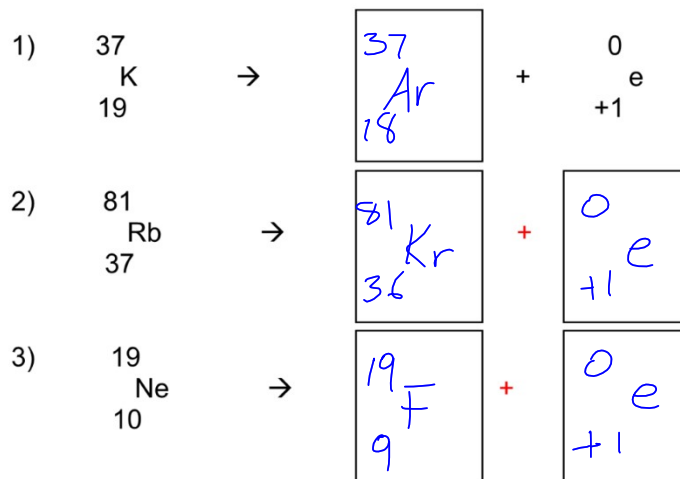 1) 37 37 0
K → Ar + e
19 18 +1
2) 81 81 0
Rb → Kr + e
37 36 +1
3) 19 19 0
Ne → F + e
10 9 +1